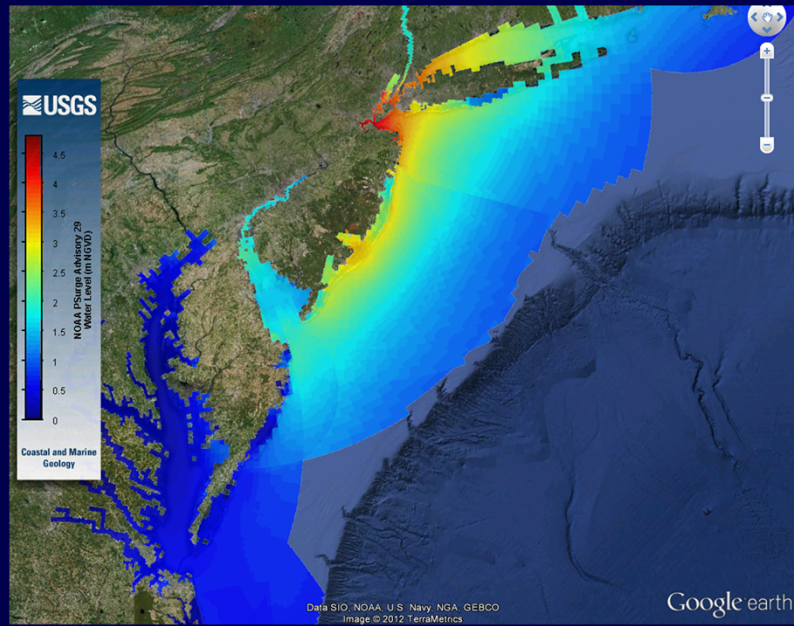 USGS
4.5
4
3.5
3
2.5
2
1.5
1
0.5
0
NOAA PSurge Advisory 29
Water Level (m NGVD)
Coastal and Marine
Geology
Data SIO, NOAA, U.S. Navy, NGA, GEBCO
Image © 2012 TerraMetrics
Google earth